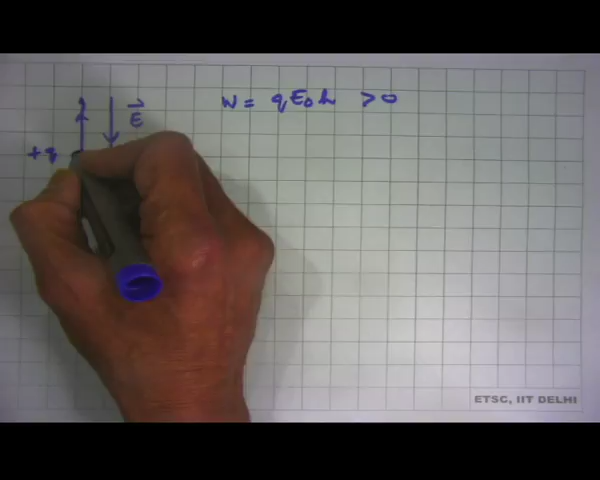 W = qE₀h > 0
E⃗
+q
ETSC, IIT DELHI